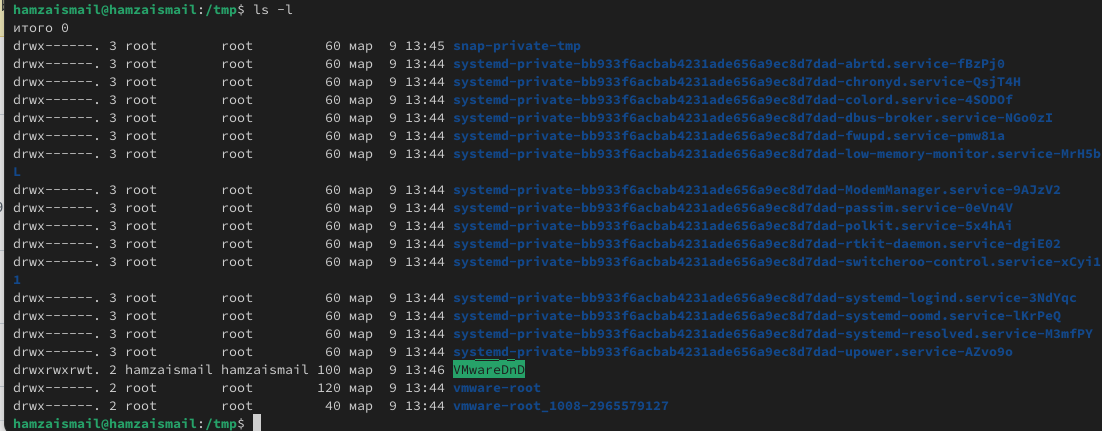 hamzaismail@hamzaismail:/tmp$ ls -l
итого 0
drwx------. 3 root        root         60 мар  9 13:45 snap-private-tmp
drwx------. 3 root        root         60 мар  9 13:44 systemd-private-bb933f6acbab4231ade656a9ec8d7dad-abrtd.service-fBzPj0
drwx------. 3 root        root         60 мар  9 13:44 systemd-private-bb933f6acbab4231ade656a9ec8d7dad-chronyd.service-QsjT4H
drwx------. 3 root        root         60 мар  9 13:44 systemd-private-bb933f6acbab4231ade656a9ec8d7dad-colord.service-4SODOf
drwx------. 3 root        root         60 мар  9 13:44 systemd-private-bb933f6acbab4231ade656a9ec8d7dad-dbus-broker.service-NGo0zI
drwx------. 3 root        root         60 мар  9 13:44 systemd-private-bb933f6acbab4231ade656a9ec8d7dad-fwupd.service-pmw81a
drwx------. 3 root        root         60 мар  9 13:44 systemd-private-bb933f6acbab4231ade656a9ec8d7dad-low-memory-monitor.service-MrH5b
L
drwx------. 3 root        root         60 мар  9 13:44 systemd-private-bb933f6acbab4231ade656a9ec8d7dad-ModemManager.service-9AJzV2
drwx------. 3 root        root         60 мар  9 13:44 systemd-private-bb933f6acbab4231ade656a9ec8d7dad-passim.service-0eVn4V
drwx------. 3 root        root         60 мар  9 13:44 systemd-private-bb933f6acbab4231ade656a9ec8d7dad-polkit.service-5x4hAi
drwx------. 3 root        root         60 мар  9 13:44 systemd-private-bb933f6acbab4231ade656a9ec8d7dad-rtkit-daemon.service-dgiE02
drwx------. 3 root        root         60 мар  9 13:44 systemd-private-bb933f6acbab4231ade656a9ec8d7dad-switcheroo-control.service-xCyi1
1
drwx------. 3 root        root         60 мар  9 13:44 systemd-private-bb933f6acbab4231ade656a9ec8d7dad-systemd-logind.service-3NdYqc
drwx------. 3 root        root         60 мар  9 13:44 systemd-private-bb933f6acbab4231ade656a9ec8d7dad-systemd-oomd.service-lKrPeQ
drwx------. 3 root        root         60 мар  9 13:44 systemd-private-bb933f6acbab4231ade656a9ec8d7dad-systemd-resolved.service-M3mfPY
drwx------. 3 root        root         60 мар  9 13:44 systemd-private-bb933f6acbab4231ade656a9ec8d7dad-upower.service-AZvo9o
drwxrwxrwt. 2 hamzaismail hamzaismail 100 мар  9 13:46 VMwareDnD
drwx------. 2 root        root        120 мар  9 13:44 vmware-root
drwx------. 2 root        root         40 мар  9 13:44 vmware-root_1008-2965579127
hamzaismail@hamzaismail:/tmp$